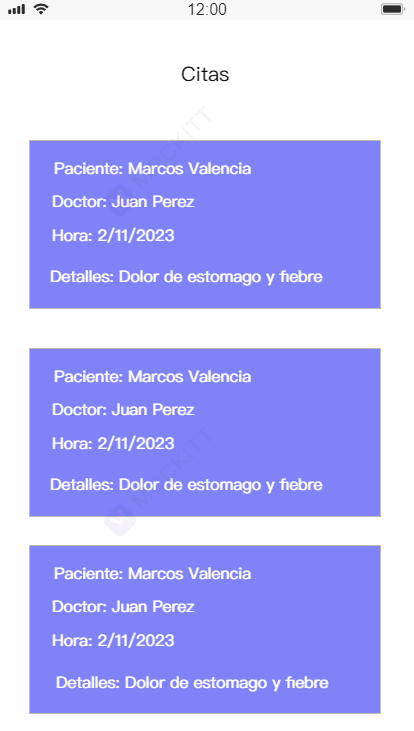 12:00
Citas
Paciente: Marcos Valencia
Doctor: Juan Perez
Hora: 2/11/2023
Detalles: Dolor de estomago y fiebre
Paciente: Marcos Valencia
Doctor: Juan Perez
Hora: 2/11/2023
Detalles: Dolor de estomago y fiebre
Paciente: Marcos Valencia
Doctor: Juan Perez
Hora: 2/11/2023
Detalles: Dolor de estomago y fiebre
MOCKITT
MOCKITT